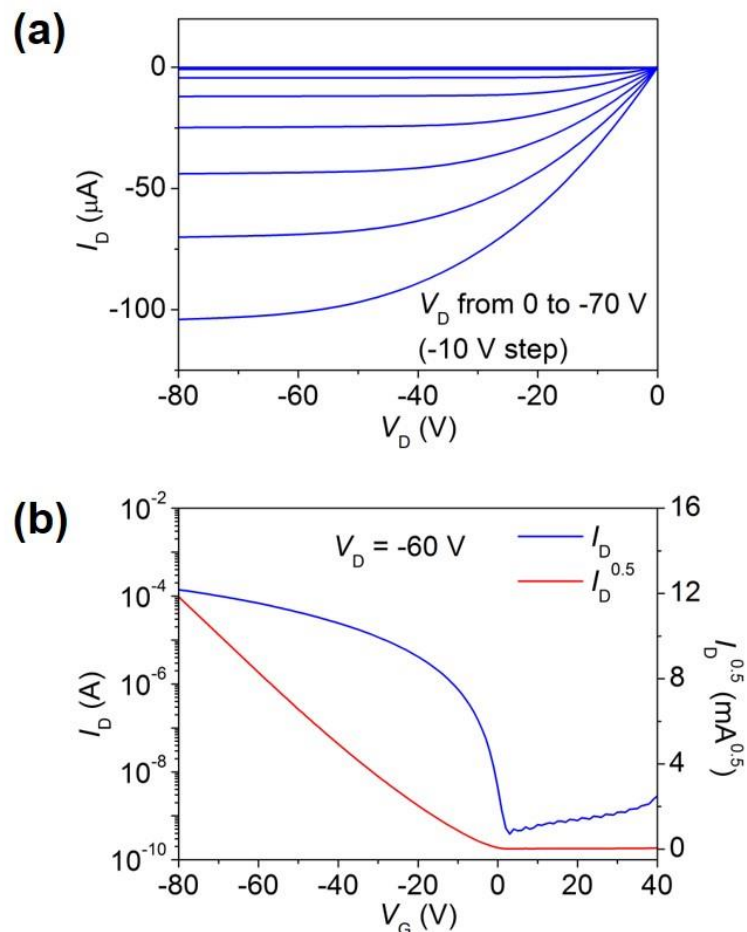 (a)
0
-50
-100
I_D (μA)
V_D from 0 to -70 V
(-10 V step)
-80 -60 -40 -20 0
V_D (V)
(b)
10^-2
10^-4
10^-6
10^-8
10^-10
I_D (A)
V_D = -60 V
I_D
I_D^0.5
16
12
8
4
0
I_D^0.5 (mA^0.5)
-80 -60 -40 -20 0 20 40
V_G (V)